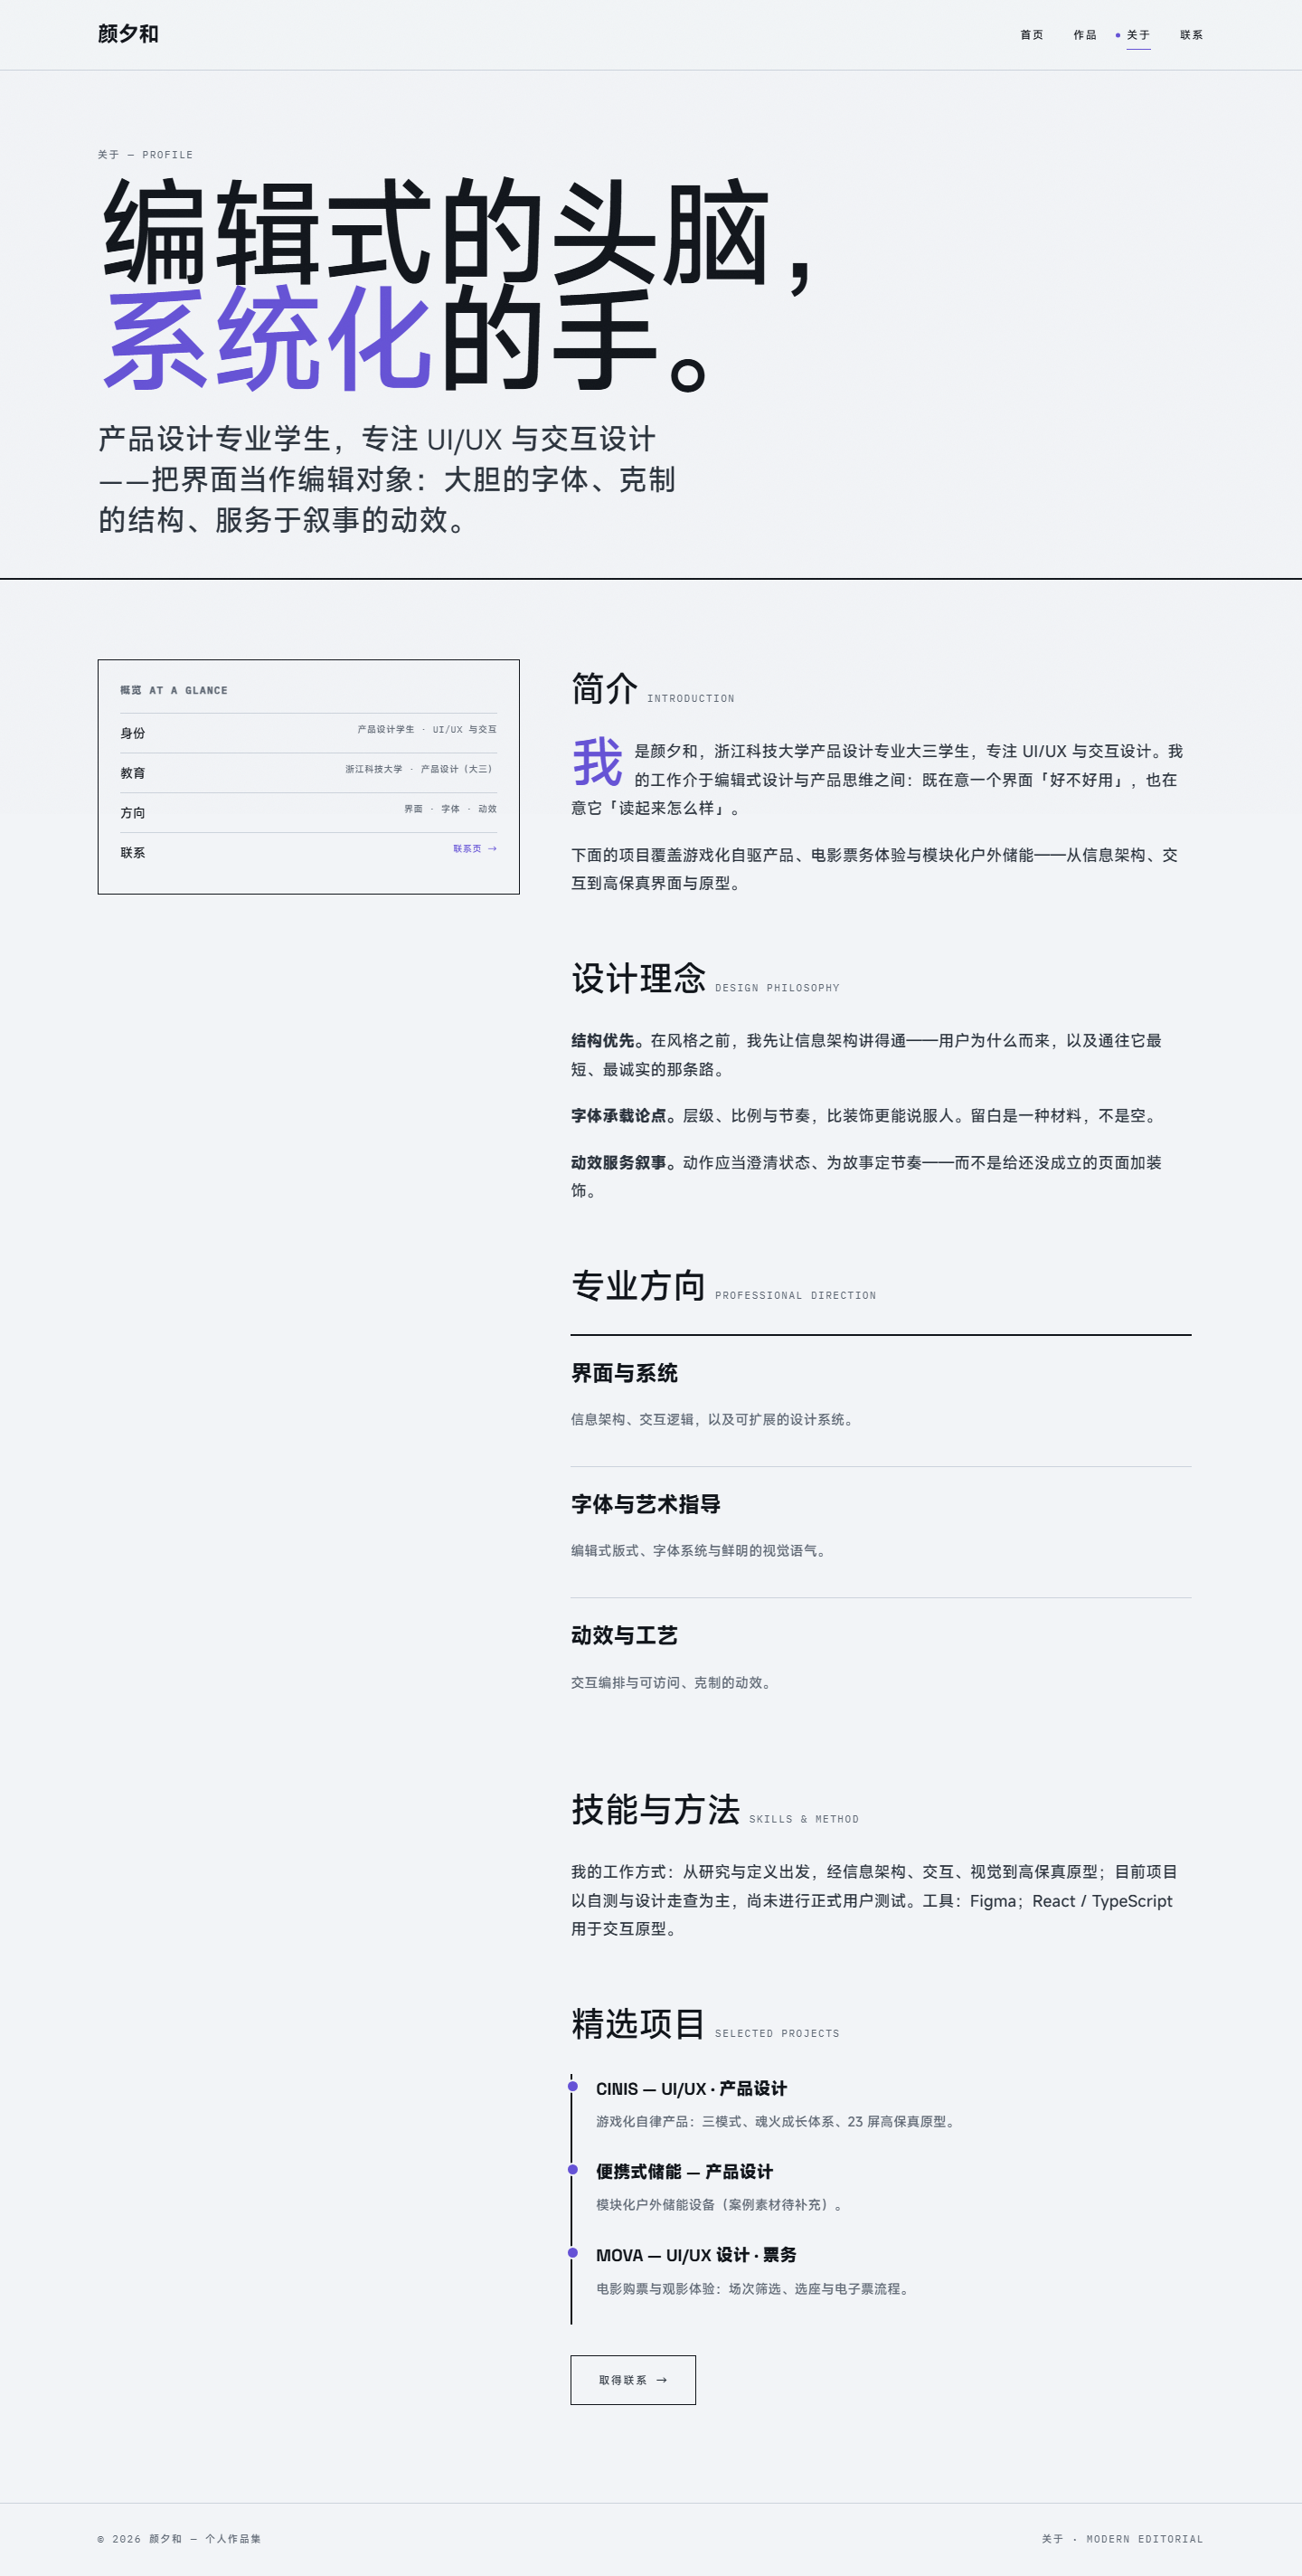 颜夕和
首页 作品 关于 联系
关于 — PROFILE
编辑式的头脑，
系统化的手。
产品设计专业学生，专注 UI/UX 与交互设计
——把界面当作编辑对象：大胆的字体、克制
的结构、服务于叙事的动效。
概览 AT A GLANCE
身份 产品设计学生 · UI/UX 与交互
教育 浙江科技大学 · 产品设计（大三）
方向 界面 · 字体 · 动效
联系 联系页 →
简介 INTRODUCTION
我是颜夕和，浙江科技大学产品设计专业大三学生，专注 UI/UX 与交互设计。我
的工作介于编辑式设计与产品思维之间：既在意一个界面「好不好用」，也在
意它「读起来怎么样」。
下面的项目覆盖游戏化自驱产品、电影票务体验与模块化户外储能——从信息架构、交
互到高保真界面与原型。
设计理念 DESIGN PHILOSOPHY
结构优先。在风格之前，我先让信息架构讲得通——用户为什么而来，以及通往它最
短、最诚实的那条路。
字体承载论点。层级、比例与节奏，比装饰更能说服人。留白是一种材料，不是空。
动效服务叙事。动作应当澄清状态、为故事定节奏——而不是给还没成立的页面加装
饰。
专业方向 PROFESSIONAL DIRECTION
界面与系统
信息架构、交互逻辑，以及可扩展的设计系统。
字体与艺术指导
编辑式版式、字体系统与鲜明的视觉语气。
动效与工艺
交互编排与可访问、克制的动效。
技能与方法 SKILLS & METHOD
我的工作方式：从研究与定义出发，经信息架构、交互、视觉到高保真原型；目前项目
以自测与设计走查为主，尚未进行正式用户测试。工具：Figma；React / TypeScript
用于交互原型。
精选项目 SELECTED PROJECTS
CINIS — UI/UX · 产品设计
游戏化自律产品：三模式、魂火成长体系、23 屏高保真原型。
便携式储能 — 产品设计
模块化户外储能设备（案例素材待补充）。
MOVA — UI/UX 设计 · 票务
电影购票与观影体验：场次筛选、选座与电子票流程。
取得联系 →
© 2026 颜夕和 — 个人作品集
关于 · MODERN EDITORIAL